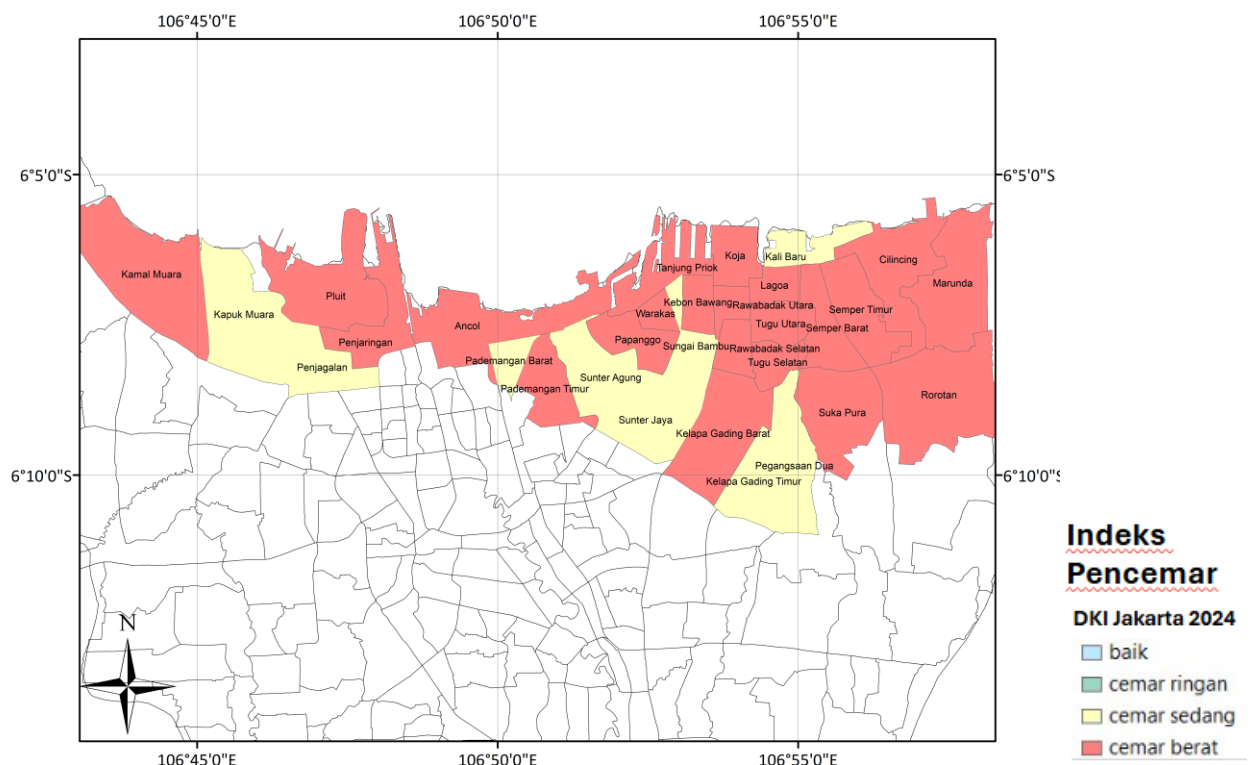 106°45'0"E
106°50'0"E
106°55'0"E
6°5'0"S
6°5'0"S
Koja
Kali Baru
Cilincing
Tanjung Priok
Kamal Muara
Marunda
Lagoa
Pluit
Kebon Bawang
Rawabadak Utara
Semper Timur
Kapuk Muara
Warakas
Ancol
Tugu Utara
Semper Barat
Penjaringan
Papanggo
Sungai Bambu
Rawabadak Selatan
Pademangan Barat
Tugu Selatan
Penjagalan
Sunter Agung
Pademangan Timur
Rorotan
Suka Pura
Sunter Jaya
Kelapa Gading Barat
Pegangsaan Dua
6°10'0"S
6°10'0"S
Kelapa Gading Timur
N
106°45'0"E
106°50'0"E
106°55'0"E
Indeks
Pencemar
DKI Jakarta 2024
baik
cemar ringan
cemar sedang
cemar berat